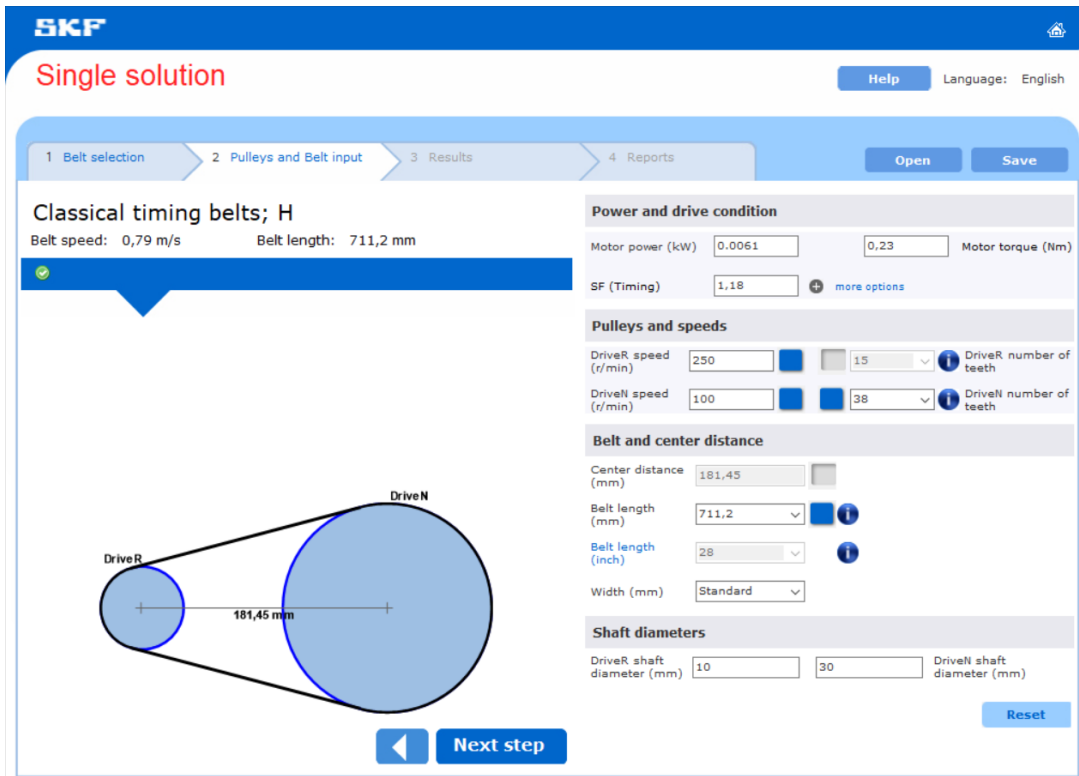 SKF
Single solution
Help
Language: English
1 Belt selection
2 Pulleys and Belt input
3 Results
4 Reports
Open
Save
Classical timing belts; H
Belt speed: 0,79 m/s
Belt length: 711,2 mm
DriveR
DriveN
181,45 mm
Next step
Power and drive condition
Motor power (kW) 0.0061
0,23 Motor torque (Nm)
SF (Timing) 1,18 more options
Pulleys and speeds
DriveR speed
(r/min)
250
15
DriveR number of
teeth
DriveN speed
(r/min)
100
38
DriveN number of
teeth
Belt and center distance
Center distance
(mm)
181,45
Belt length
(mm)
711,2
Belt length
(inch)
28
Width (mm) Standard
Shaft diameters
DriveR shaft
diameter (mm)
10
30
DriveN shaft
diameter (mm)
Reset